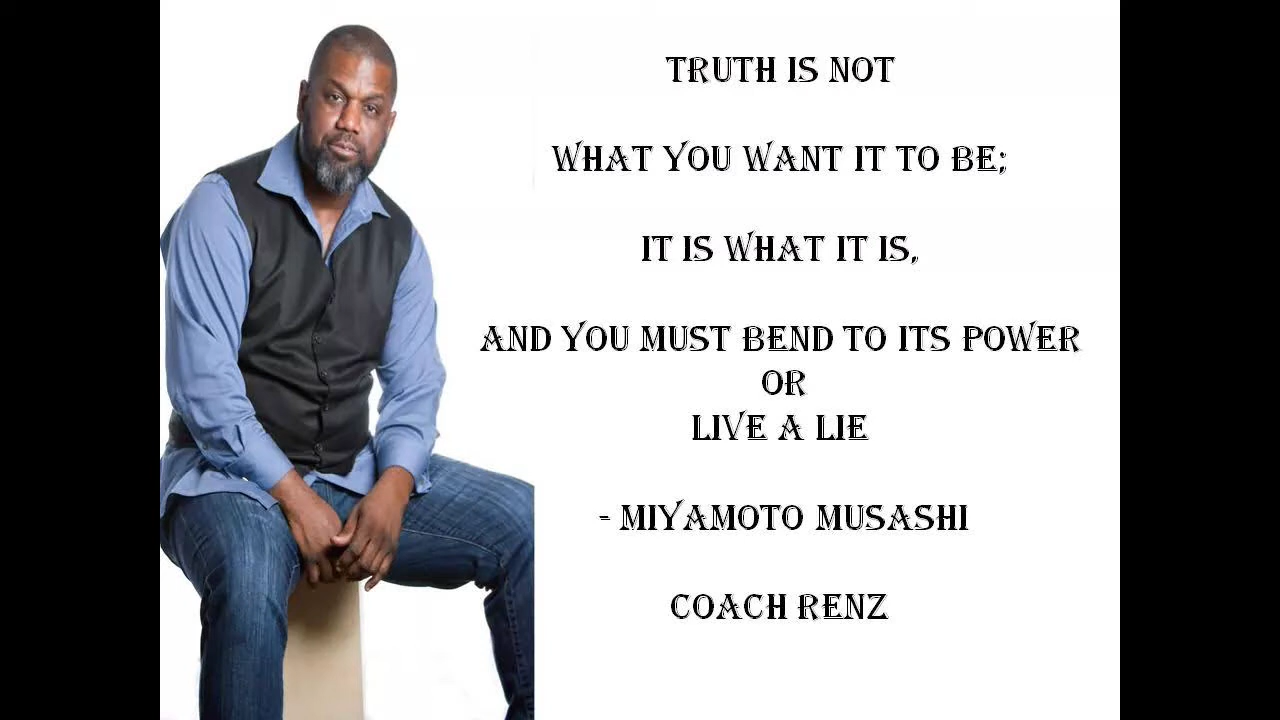 TRUTH IS NOT
WHAT YOU WANT IT TO BE;
IT IS WHAT IT IS,
AND YOU MUST BEND TO ITS POWER
OR
LIVE A LIE
- MIYAMOTO MUSASHI
COACH RENZ